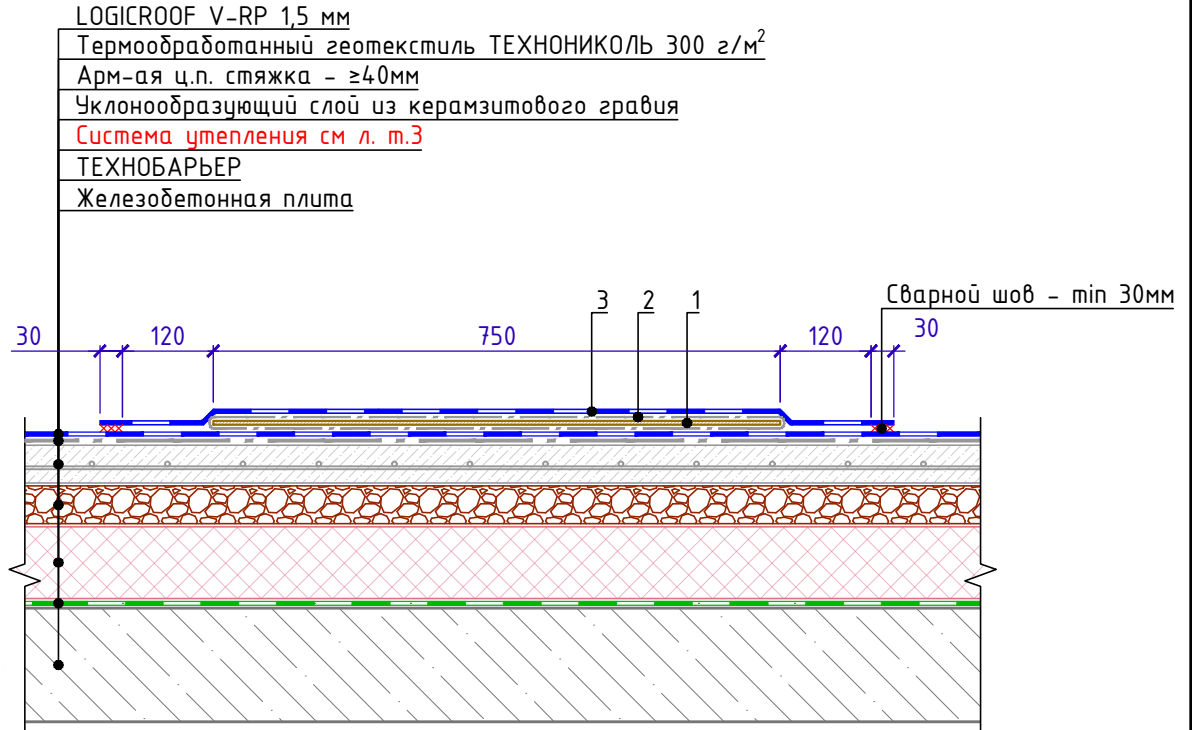 LOGICROOF V-RP 1,5 мм
Термообработанный геотекстиль ТЕХНОНИКОЛЬ 300 г/м²
Арм-ая ц.п. стяжка - ≥40мм
Уклонообразующий слой из керамзитового гравия
Система утепления см л. т.3
ТЕХНОБАРЬЕР
Железобетонная плита
3 2 1
Сварной шов - min 30мм
30 120 750 120 30